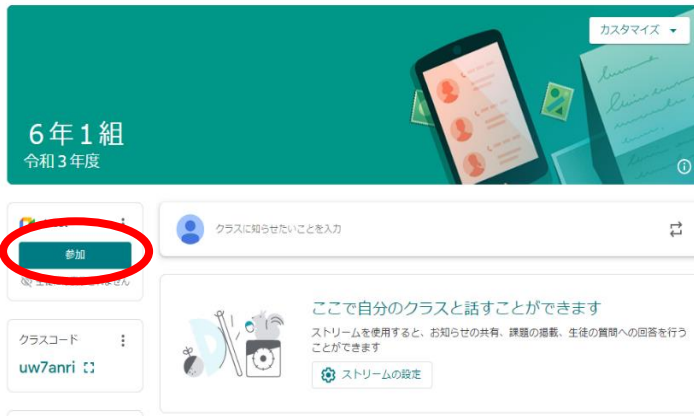 カスタマイズ
6年1組
令和3年度
クラスに知らせたいことを入力
参加
ここで自分のクラスと話すことができます
ストリームを使用すると、お知らせの共有、課題の掲載、生徒の質問への回答を行う
ことができます
ストリームの設定
クラスコード
uw7anri